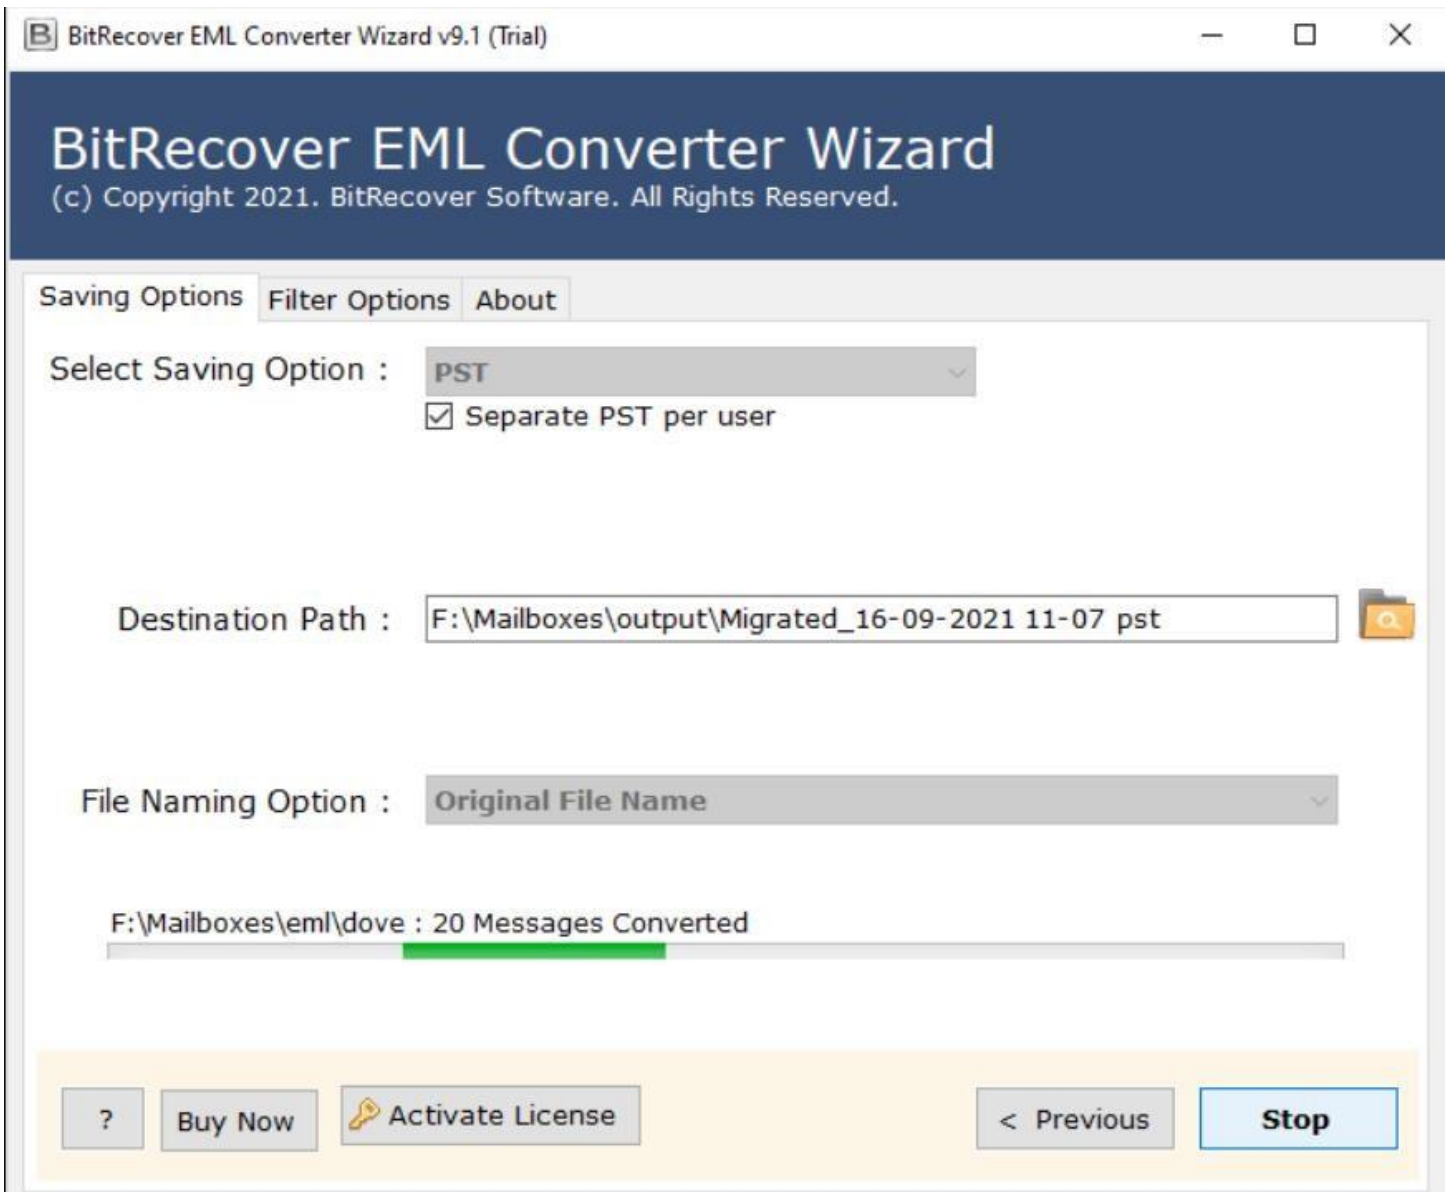 B BitRecover EML Converter Wizard v9.1 (Trial)
BitRecover EML Converter Wizard
(c) Copyright 2021. BitRecover Software. All Rights Reserved.
Saving Options Filter Options About
Select Saving Option : PST
Separate PST per user
Destination Path : F:\Mailboxes\output\Migrated_16-09-2021 11-07 pst
File Naming Option : Original File Name
F:\Mailboxes\eml\dove : 20 Messages Converted
? Buy Now Activate License < Previous Stop